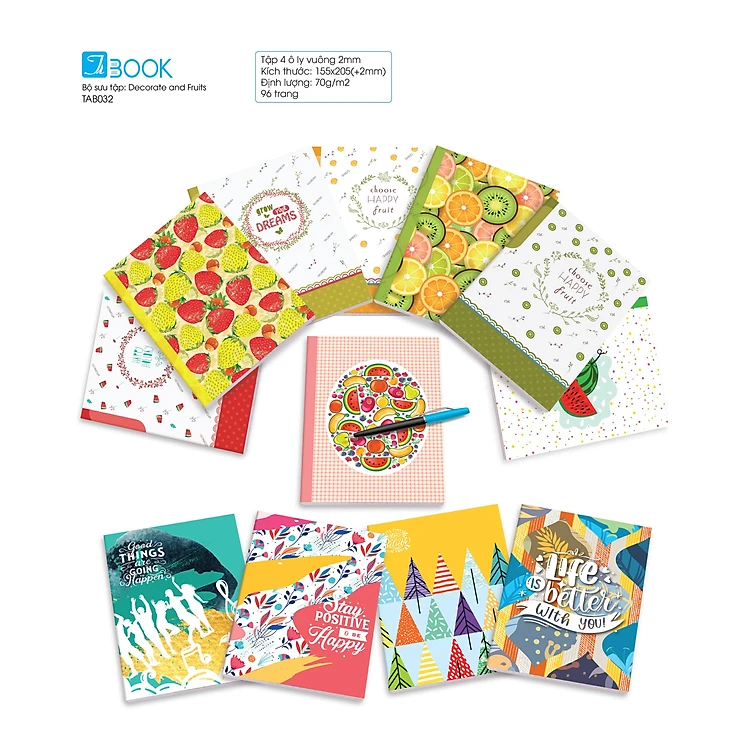 Th BOOK
Bộ sưu tập: Decorate and Fruits
TAB032
Tập 4 ô ly vuông 2mm
Kích thước: 155x205(+2mm)
Định lượng: 70g/m2
96 trang
GROW
THE
DREAMS
choose
HAPPY
fruit
choose
HAPPY
fruit
Good
THINGS
are
GOING
Happen
Stay
POSITIVE
& BE
Happy
Life
IS
better
WITH YOU!